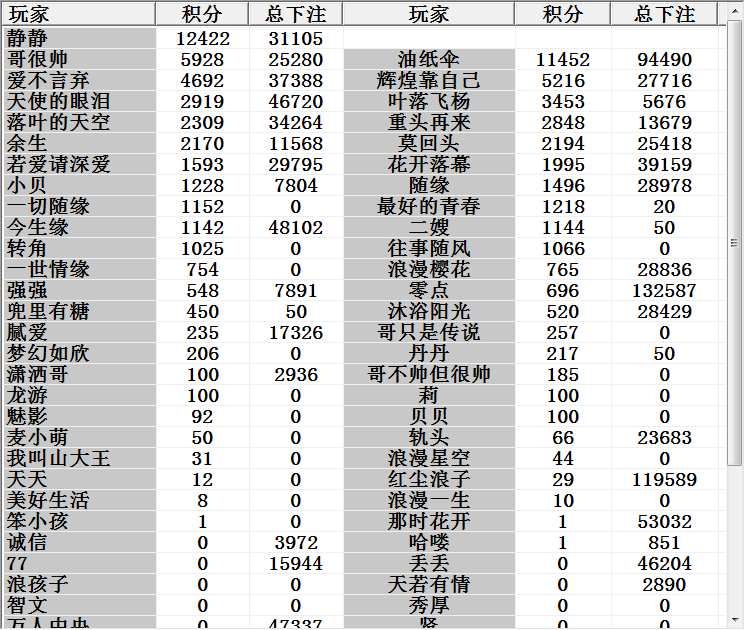 玩家 积分 总下注 玩家 积分 总下注
静静 12422 31105
哥很帅 5928 25280 油纸伞 11452 94490
爱不言弃 4692 37388 辉煌靠自己 5216 27716
天使的眼泪 2919 46720 叶落飞杨 3453 5676
落叶的天空 2309 34264 重头再来 2848 13679
余生 2170 11568 莫回头 2194 25418
若爱请深爱 1593 29795 花开落幕 1995 39159
小贝 1228 7804 随缘 1496 28978
一切随缘 1152 0 最好的青春 1218 20
今生缘 1142 48102 二嫂 1144 50
转角 1025 0 往事随风 1066 0
一世情缘 754 0 浪漫樱花 765 28836
强强 548 7891 零点 696 132587
兜里有糖 450 50 沐浴阳光 520 28429
腻爱 235 17326 哥只是传说 257 0
梦幻如欣 206 0 丹丹 217 50
潇洒哥 100 2936 哥不帅但很帅 185 0
龙游 100 0 莉 100 0
魅影 92 0 贝贝 100 0
麦小萌 50 0 轨头 66 23683
我叫山大王 31 0 浪漫星空 44 0
天天 12 0 红尘浪子 29 119589
美好生活 8 0 浪漫一生 10 0
笨小孩 1 0 那时花开 1 53032
诚信 0 3972 哈喽 1 851
77 0 15944 丢丢 0 46204
浪孩子 0 0 天若有情 0 2890
智文 0 0 秀厚 0 0
万人中央 0 47337 贤 0 0